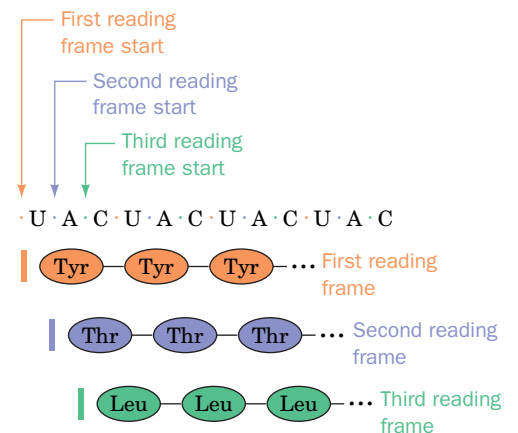 First reading
frame start
Second reading
frame start
Third reading
frame start
· U · A · C · U · A · C · U · A · C · U · A · C
Tyr Tyr Tyr ... First reading
frame
Thr Thr Thr ... Second reading
frame
Leu Leu Leu ... Third reading
frame